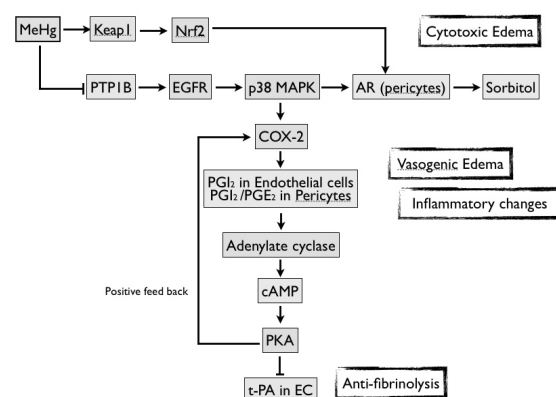 MeHg
Keap1
Nrf2
Cytotoxic Edema
PTP1B
EGFR
p38 MAPK
AR (pericytes)
Sorbitol
COX-2
Vasogenic Edema
PGI₂ in Endothelial cells
PGI₂ /PGE₂ in Pericytes
Inflammatory changes
Adenylate cyclase
Positive feed back
cAMP
PKA
t-PA in EC
Anti-fibrinolysis